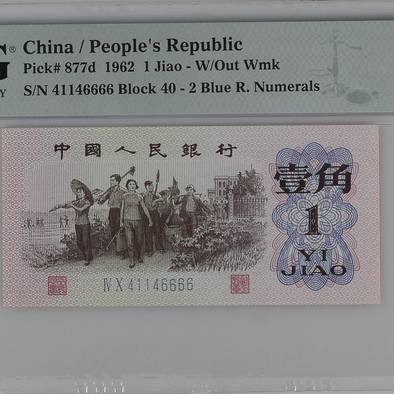 China / People's Republic
Pick# 877d 1962 1 Jiao - W/Out Wmk
S/N 41146666 Block 40 - 2 Blue R. Numerals
中國人民銀行
壹角
1
YI
JIAO
Ⅳ Ⅹ 41146666